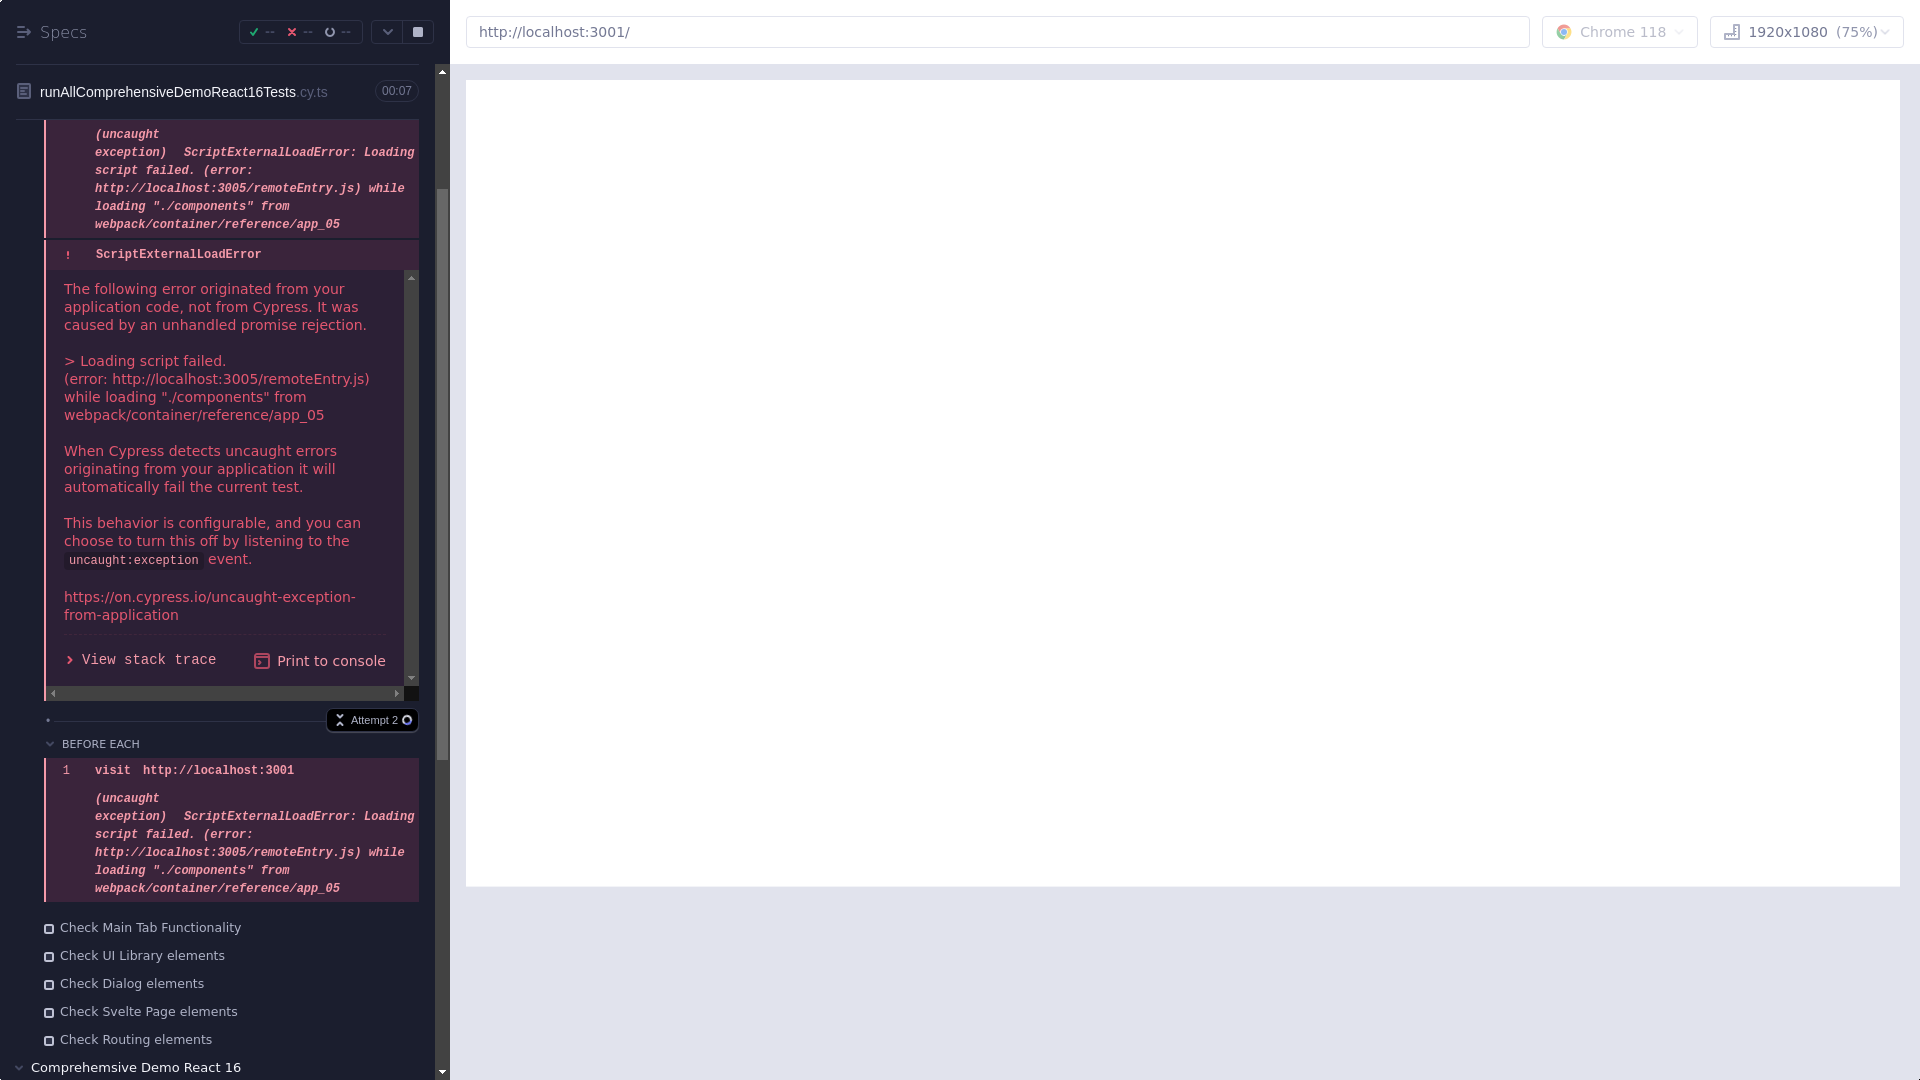 Specs
-- -- --
http://localhost:3001/
Chrome 118
1920x1080 (75%)
runAllComprehensiveDemoReact16Tests.cy.ts
00:07
(uncaught
exception) ScriptExternalLoadError: Loading
script failed. (error:
http://localhost:3005/remoteEntry.js) while
loading "./components" from
webpack/container/reference/app_05
! ScriptExternalLoadError
The following error originated from your
application code, not from Cypress. It was
caused by an unhandled promise rejection.
> Loading script failed.
(error: http://localhost:3005/remoteEntry.js)
while loading "./components" from
webpack/container/reference/app_05
When Cypress detects uncaught errors
originating from your application it will
automatically fail the current test.
This behavior is configurable, and you can
choose to turn this off by listening to the
uncaught:exception event.
https://on.cypress.io/uncaught-exception-
from-application
View stack trace
Print to console
Attempt 2
BEFORE EACH
1 visit http://localhost:3001
(uncaught
exception) ScriptExternalLoadError: Loading
script failed. (error:
http://localhost:3005/remoteEntry.js) while
loading "./components" from
webpack/container/reference/app_05
Check Main Tab Functionality
Check UI Library elements
Check Dialog elements
Check Svelte Page elements
Check Routing elements
Comprehemsive Demo React 16